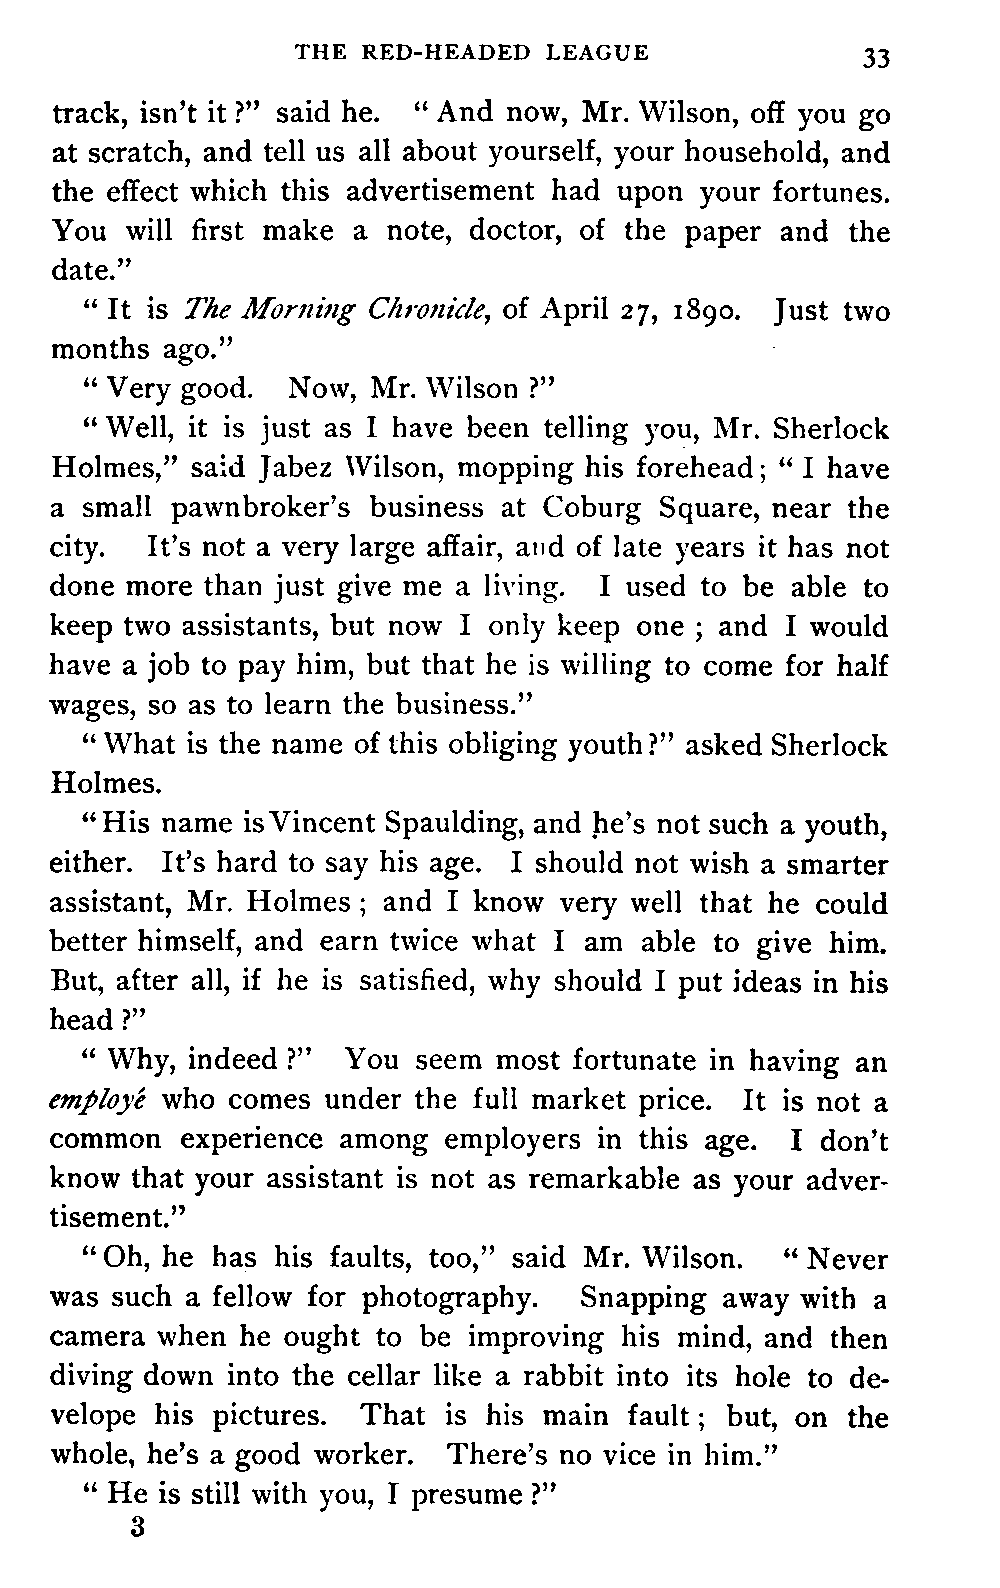 THE RED-HEADED LEAGUE 33
track, isn't it?" said he. "And now, Mr. Wilson, off you go
at scratch, and tell us all about yourself, your household, and
the effect which this advertisement had upon your fortunes.
You will first make a note, doctor, of the paper and the
date."
"It is The Morning Chronicle, of April 27, 1890. Just two
months ago."
"Very good. Now, Mr. Wilson?"
"Well, it is just as I have been telling you, Mr. Sherlock
Holmes," said Jabez Wilson, mopping his forehead; "I have
a small pawnbroker's business at Coburg Square, near the
city. It's not a very large affair, and of late years it has not
done more than just give me a living. I used to be able to
keep two assistants, but now I only keep one; and I would
have a job to pay him, but that he is willing to come for half
wages, so as to learn the business."
"What is the name of this obliging youth?" asked Sherlock
Holmes.
"His name is Vincent Spaulding, and he's not such a youth,
either. It's hard to say his age. I should not wish a smarter
assistant, Mr. Holmes; and I know very well that he could
better himself, and earn twice what I am able to give him.
But, after all, if he is satisfied, why should I put ideas in his
head?"
"Why, indeed?" You seem most fortunate in having an
employé who comes under the full market price. It is not a
common experience among employers in this age. I don't
know that your assistant is not as remarkable as your adver-
tisement."
"Oh, he has his faults, too," said Mr. Wilson. "Never
was such a fellow for photography. Snapping away with a
camera when he ought to be improving his mind, and then
diving down into the cellar like a rabbit into its hole to de-
velope his pictures. That is his main fault; but, on the
whole, he's a good worker. There's no vice in him."
"He is still with you, I presume?"
3